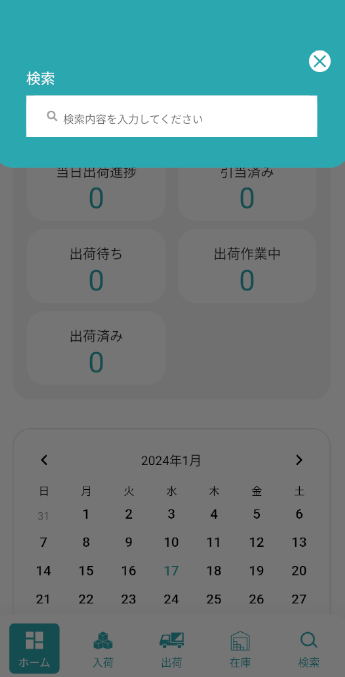 検索
検索内容を入力してください
当日出荷進捗 引当済み
0 0
出荷待ち 出荷作業中
0 0
出荷済み
0
2024年1月
日 月 火 水 木 金 土
31 1 2 3 4 5 6
7 8 9 10 11 12 13
14 15 16 17 18 19 20
21 22 23 24 25 26 27
ホーム 入荷 出荷 在庫 検索